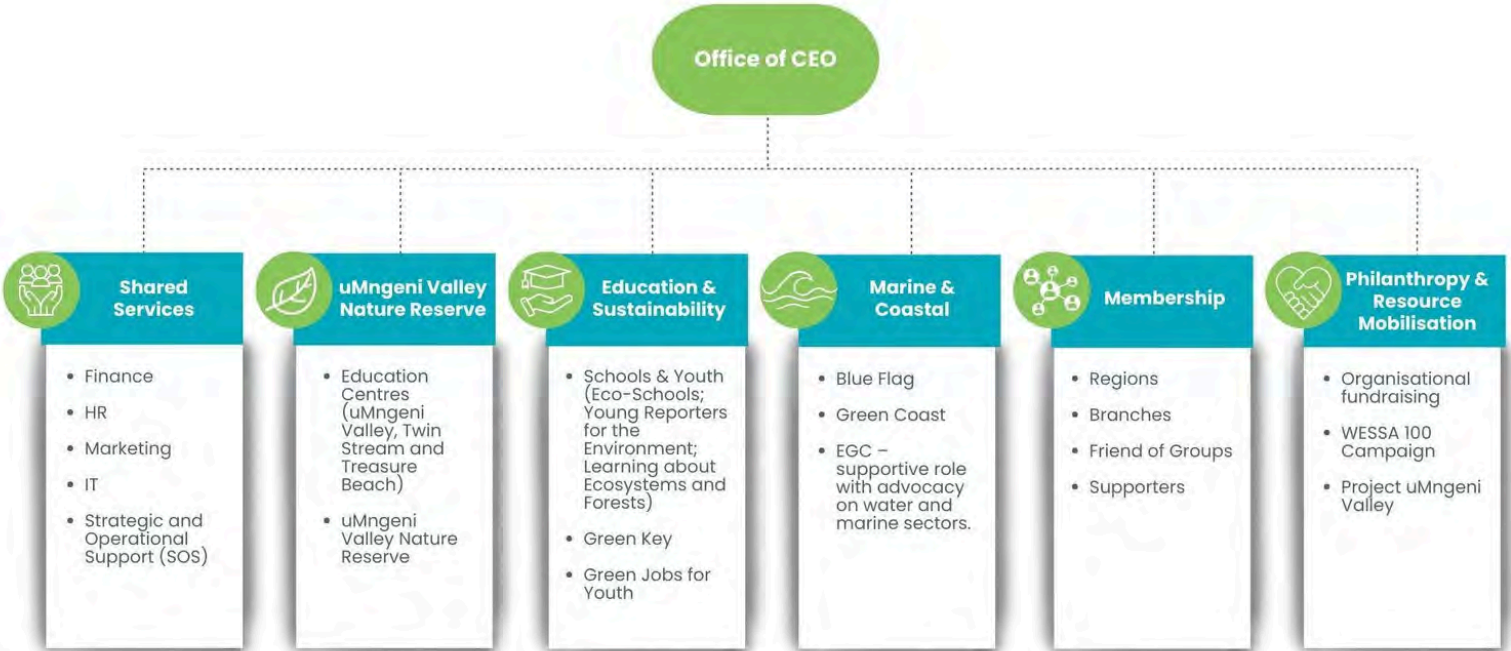 Office of CEO
Shared
Services
• Finance
• HR
• Marketing
• IT
• Strategic and
Operational
Support (SOS)
uMngeni Valley
Nature Reserve
• Education
Centres
(uMngeni
Valley, Twin
Stream and
Treasure
Beach)
• uMngeni
Valley Nature
Reserve
Education &
Sustainability
• Schools & Youth
(Eco-Schools;
Young Reporters
for the
Environment;
Learning about
Ecosystems and
Forests)
• Green Key
• Green Jobs for
Youth
Marine &
Coastal
• Blue Flag
• Green Coast
• EGC –
supportive role
with advocacy
on water and
marine sectors.
Membership
• Regions
• Branches
• Friend of Groups
• Supporters
Philanthropy &
Resource
Mobilisation
• Organisational
fundraising
• WESSA 100
Campaign
• Project uMngeni
Valley